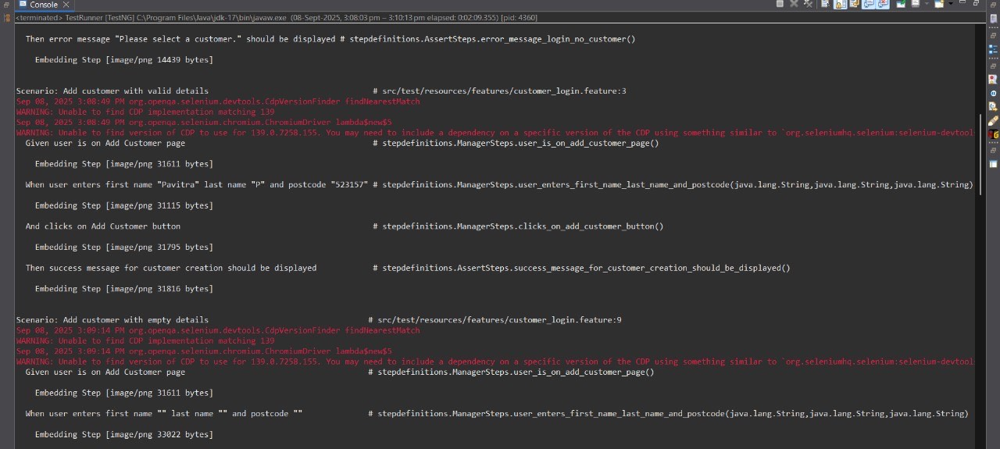 Console
<terminated> TestRunner [TestNG] C:\Program Files\Java\jdk-17\bin\javaw.exe (08-Sept-2025, 3:08:03 pm – 3:10:13 pm elapsed: 0:02:09.355) [pid: 4360]
Then error message "Please select a customer." should be displayed # stepdefinitions.AssertSteps.error_message_login_no_customer()
Embedding Step [image/png 14439 bytes]
Scenario: Add customer with valid details # src/test/resources/features/customer_login.feature:3
Sep 08, 2025 3:08:49 PM org.openqa.selenium.devtools.CdpVersionFinder findNearestMatch
WARNING: Unable to find CDP implementation matching 139
Sep 08, 2025 3:08:49 PM org.openqa.selenium.chromium.ChromiumDriver lambda$new$5
WARNING: Unable to find version of CDP to use for 139.0.7258.155. You may need to include a dependency on a specific version of the CDP using something similar to `org.seleniumhq.selenium:selenium-devtool
Given user is on Add Customer page # stepdefinitions.ManagerSteps.user_is_on_add_customer_page()
Embedding Step [image/png 31611 bytes]
When user enters first name "Pavitra" last name "P" and postcode "523157" # stepdefinitions.ManagerSteps.user_enters_first_name_last_name_and_postcode(java.lang.String,java.lang.String,java.lang.String)
Embedding Step [image/png 31115 bytes]
And clicks on Add Customer button # stepdefinitions.ManagerSteps.clicks_on_add_customer_button()
Embedding Step [image/png 31795 bytes]
Then success message for customer creation should be displayed # stepdefinitions.AssertSteps.success_message_for_customer_creation_should_be_displayed()
Embedding Step [image/png 31816 bytes]
Scenario: Add customer with empty details # src/test/resources/features/customer_login.feature:9
Sep 08, 2025 3:09:14 PM org.openqa.selenium.devtools.CdpVersionFinder findNearestMatch
WARNING: Unable to find CDP implementation matching 139
Sep 08, 2025 3:09:14 PM org.openqa.selenium.chromium.ChromiumDriver lambda$new$5
WARNING: Unable to find version of CDP to use for 139.0.7258.155. You may need to include a dependency on a specific version of the CDP using something similar to `org.seleniumhq.selenium:selenium-devtool
Given user is on Add Customer page # stepdefinitions.ManagerSteps.user_is_on_add_customer_page()
Embedding Step [image/png 31611 bytes]
When user enters first name "" last name "" and postcode "" # stepdefinitions.ManagerSteps.user_enters_first_name_last_name_and_postcode(java.lang.String,java.lang.String,java.lang.String)
Embedding Step [image/png 33022 bytes]